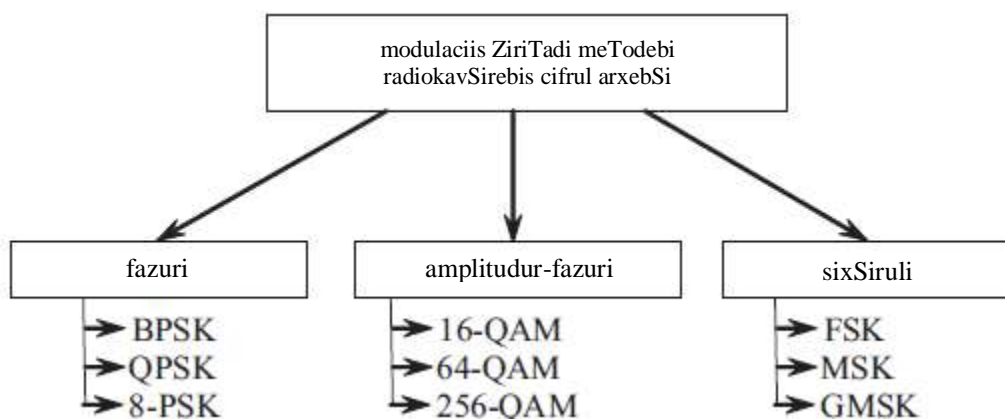 modulaciis ZiriTadi meTodebi
radiokavSirebis cifrul arxebSi
fazuri
BPSK
QPSK
8-PSK
amplitudur-fazuri
16-QAM
64-QAM
256-QAM
sixSiruli
FSK
MSK
GMSK